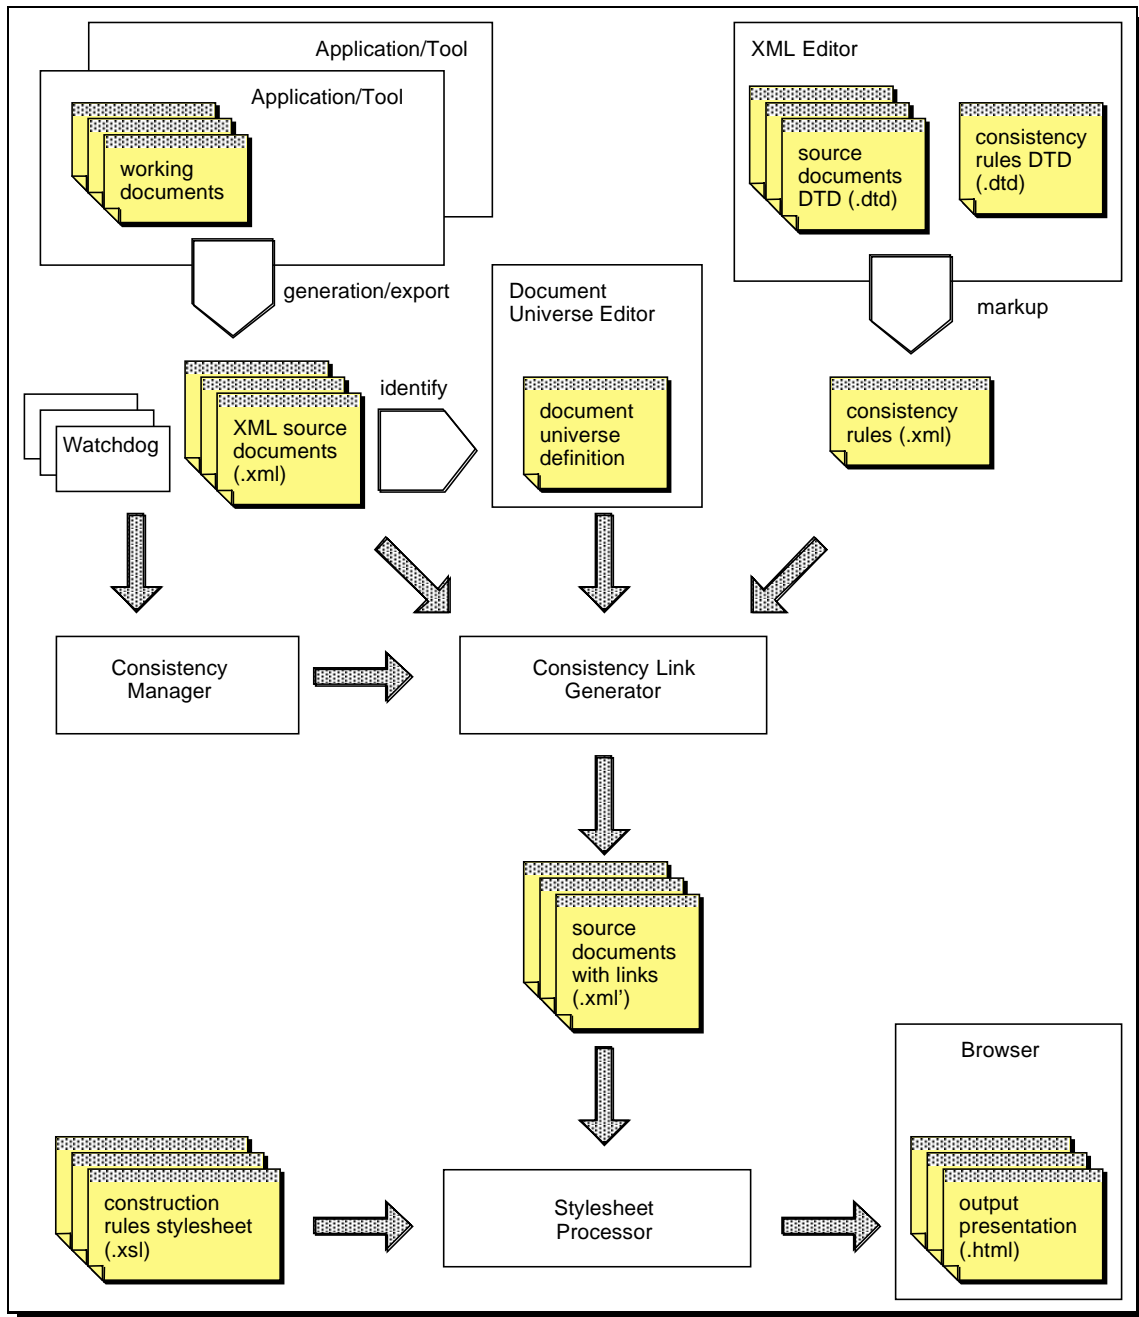 Application/Tool
Application/Tool
working
documents
XML Editor
source
documents
DTD (.dtd)
consistency
rules DTD
(.dtd)
generation/export
Document
Universe Editor
markup
Watchdog
XML source
documents
(.xml)
identify
document
universe
definition
consistency
rules (.xml)
Consistency
Manager
Consistency Link
Generator
source
documents
with links
(.xml’)
Browser
construction
rules stylesheet
(.xsl)
Stylesheet
Processor
output
presentation
(.html)